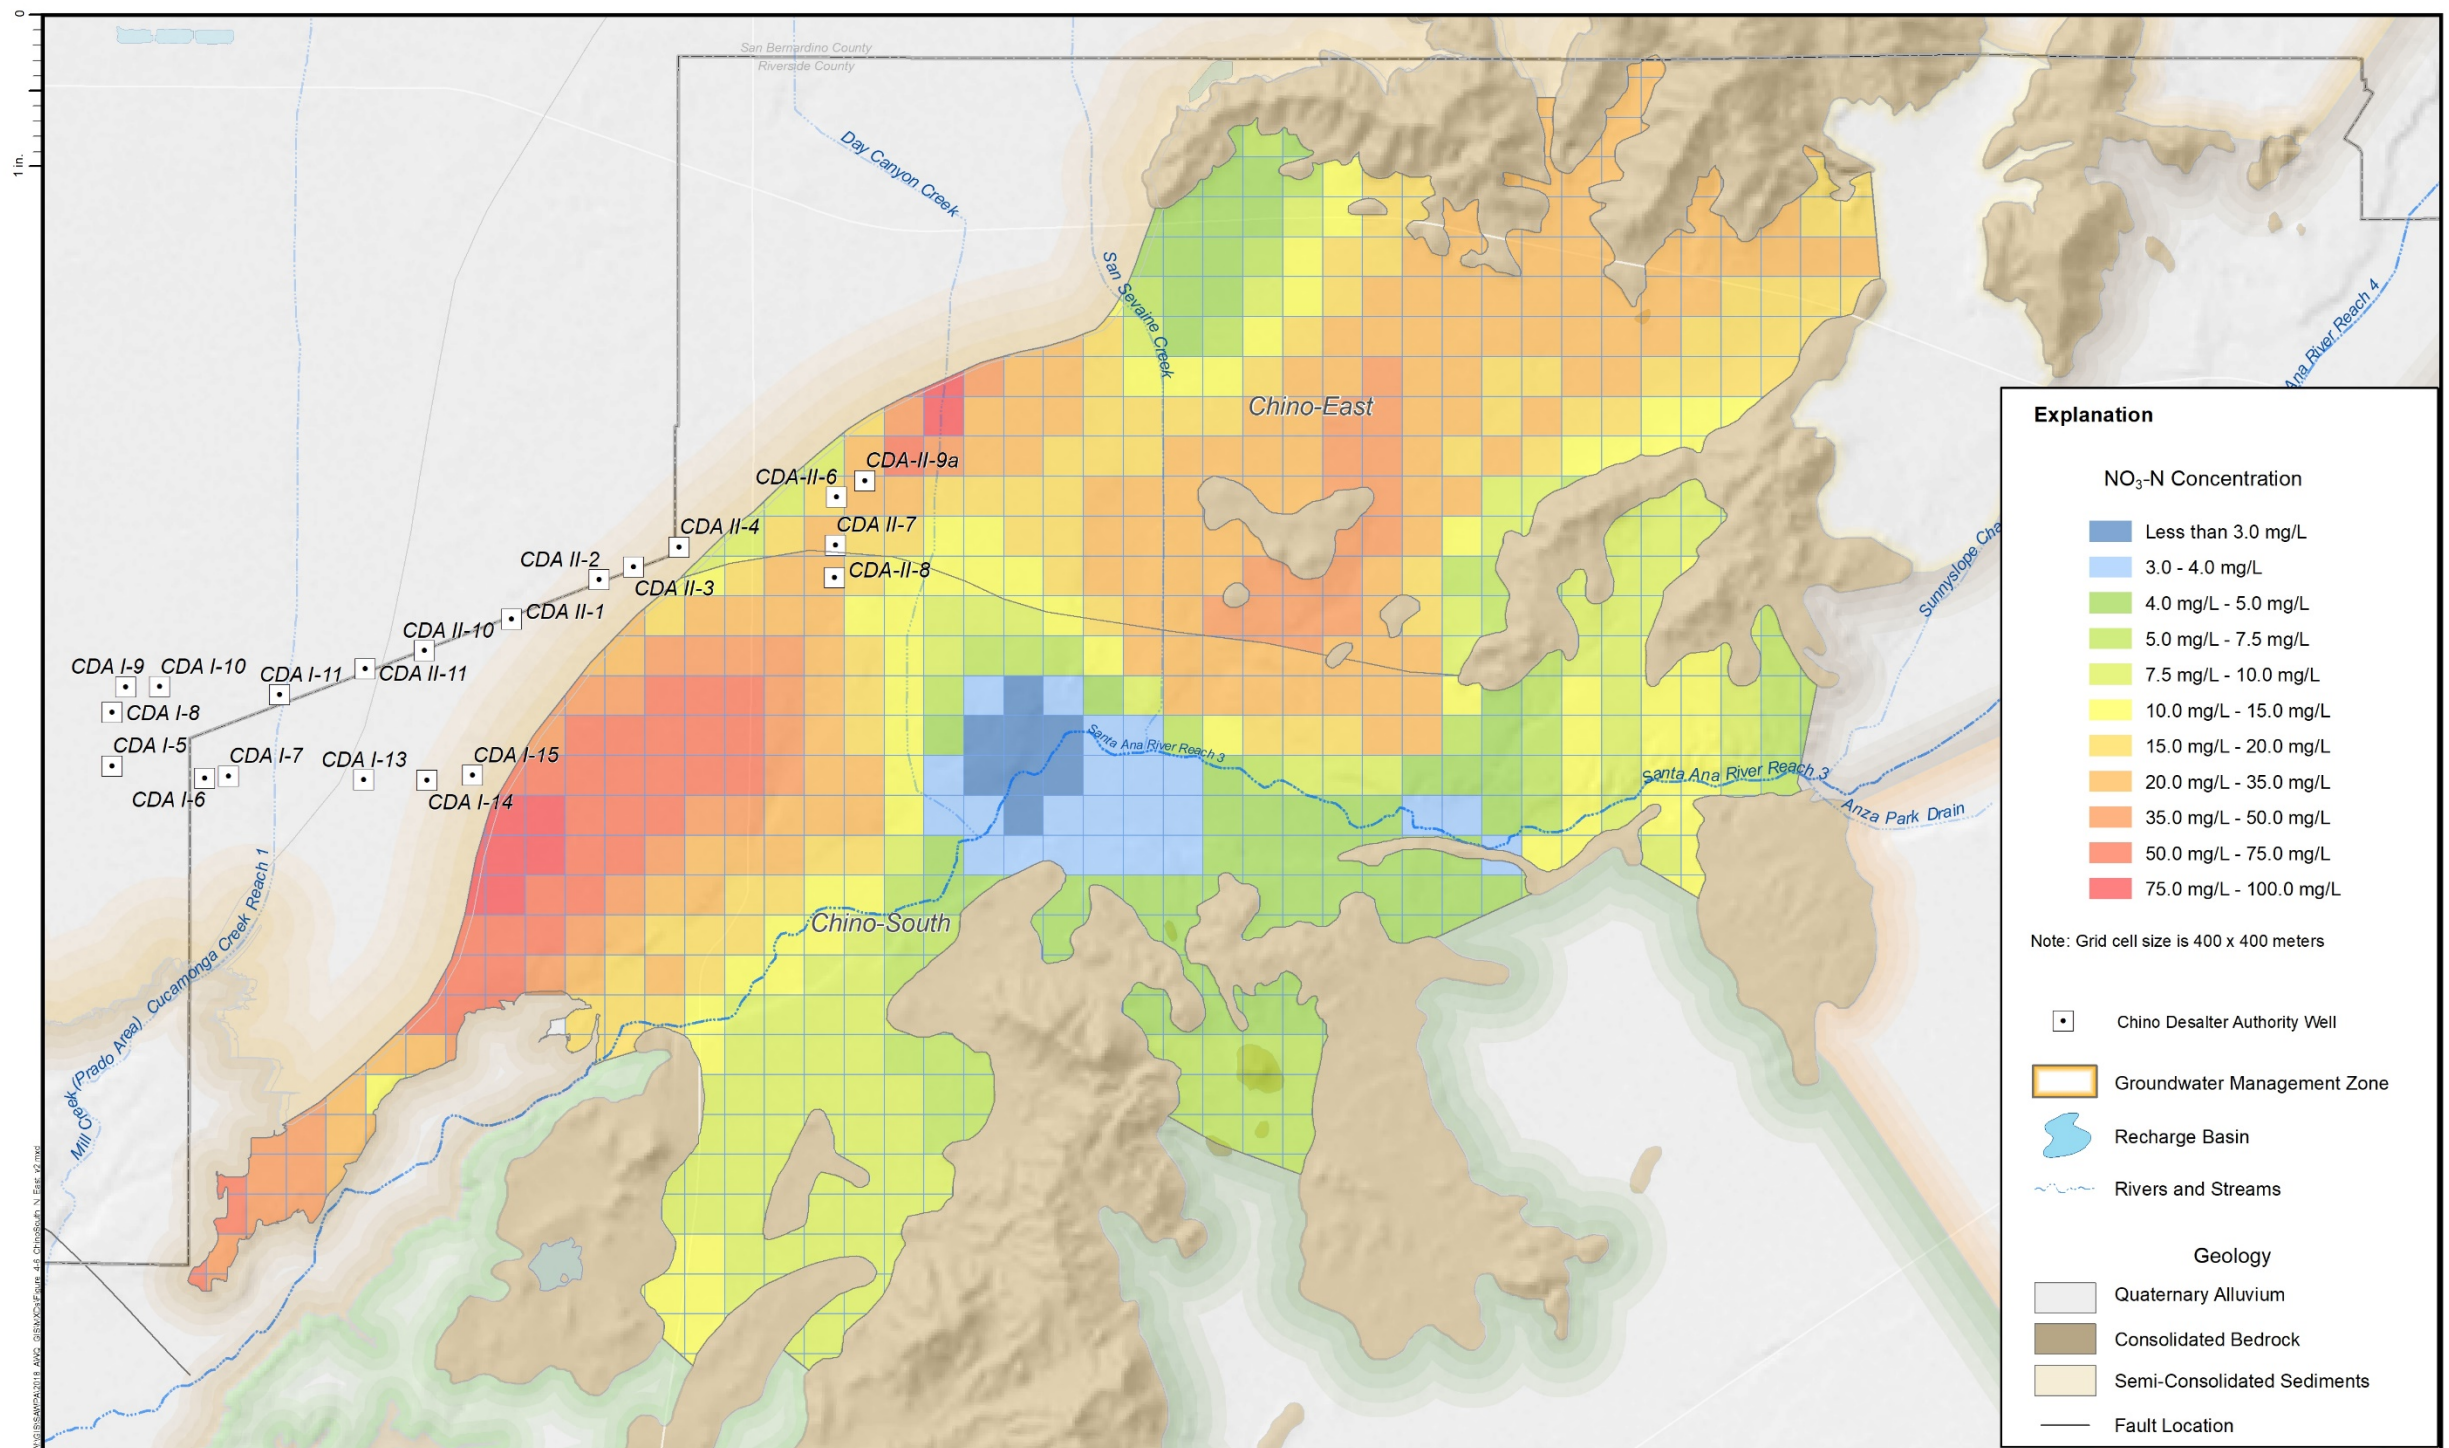 0
1 in.
San Bernardino County
Riverside County
Day Canyon Creek
San Sevaine Creek
Chino-East
Ana River Reach 4
CDA-II-9a
CDA-II-6
CDA II-4
CDA II-7
CDA II-2
CDA-II-8
CDA II-3
CDA II-1
CDA II-10
CDA I-9
CDA I-10
CDA I-11
CDA II-11
CDA I-8
CDA I-5
CDA I-7
CDA I-13
CDA I-15
CDA I-6
CDA I-14
Santa Ana River Reach 3
Santa Ana River Reach 3
Anza Park Drain
Sunnyslope Cha
Chino-South
Cucamonga Creek Reach 1
Mill Creek (Prado Area)
Explanation
NO3-N Concentration
Less than 3.0 mg/L
3.0 - 4.0 mg/L
4.0 mg/L - 5.0 mg/L
5.0 mg/L - 7.5 mg/L
7.5 mg/L - 10.0 mg/L
10.0 mg/L - 15.0 mg/L
15.0 mg/L - 20.0 mg/L
20.0 mg/L - 35.0 mg/L
35.0 mg/L - 50.0 mg/L
50.0 mg/L - 75.0 mg/L
75.0 mg/L - 100.0 mg/L
Note: Grid cell size is 400 x 400 meters
Chino Desalter Authority Well
Groundwater Management Zone
Recharge Basin
Rivers and Streams
Geology
Quaternary Alluvium
Consolidated Bedrock
Semi-Consolidated Sediments
Fault Location